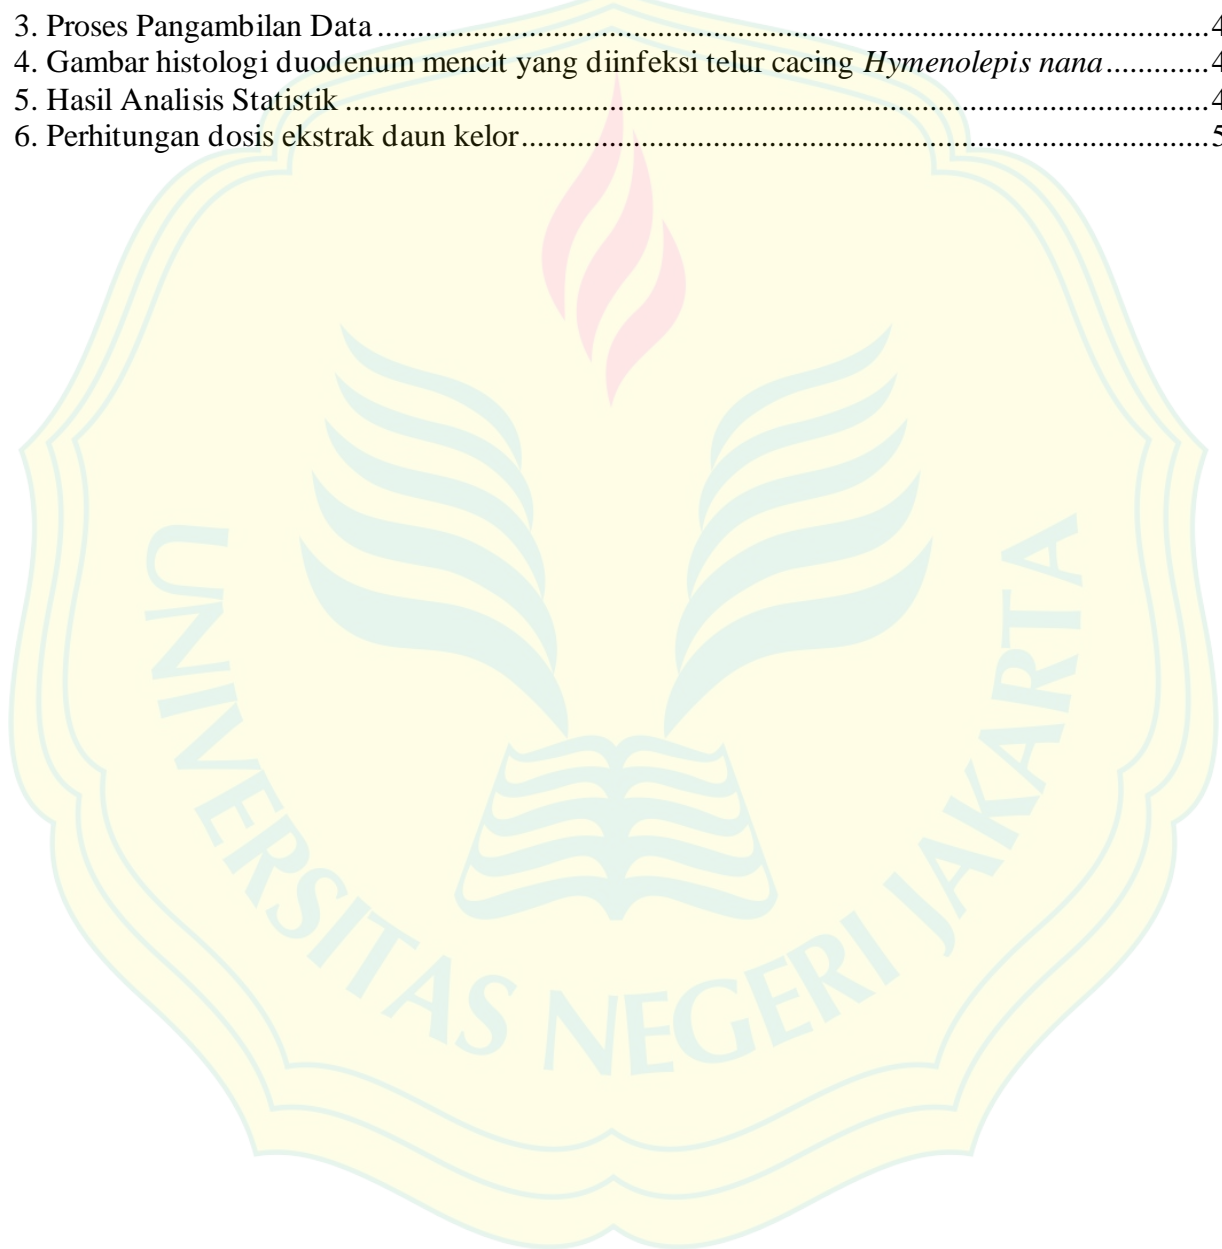 3. Proses Pangambilan Data....................................................................................................4
4. Gambar histologi duodenum mencit yang diinfeksi telur cacing Hymenolepis nana.............4
5. Hasil Analisis Statistik........................................................................................................4
6. Perhitungan dosis ekstrak daun kelor...................................................................................5
UNIVERSITAS NEGERI JAKARTA